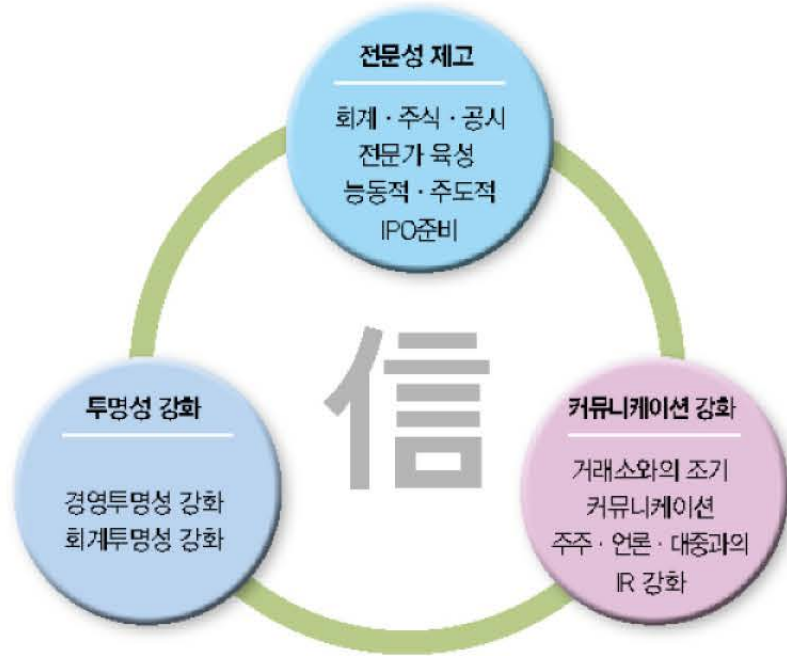 전문성 제고
회계 · 주식 · 공시
전문가 육성
능동적 · 주도적
IPO준비
信
투명성 강화
경영투명성 강화
회계투명성 강화
커뮤니케이션 강화
거래소와의 조기
커뮤니케이션
주주 · 언론 · 대중과의
IR 강화